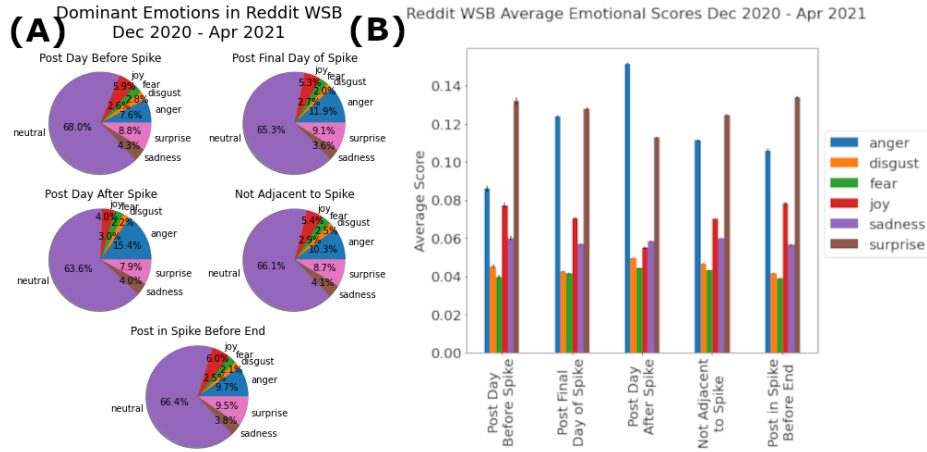 (A)
Dominant Emotions in Reddit WSB
Dec 2020 - Apr 2021
Post Day Before Spike
joy
fear
disgust
anger
surprise
sadness
neutral
5.9%
2.6%
2.8%
7.6%
8.8%
4.3%
68.0%
Post Final Day of Spike
joy
fear
disgust
anger
surprise
sadness
neutral
5.3%
2.7%
2.0%
11.9%
9.1%
3.6%
65.3%
Post Day After Spike
joy
fear
disgust
anger
surprise
sadness
neutral
4.0%
3.0%
2.2%
15.4%
7.9%
4.0%
63.6%
Not Adjacent to Spike
joy
fear
disgust
anger
surprise
sadness
neutral
5.4%
2.9%
2.5%
10.3%
8.7%
4.1%
66.1%
Post in Spike Before End
joy
fear
disgust
anger
surprise
sadness
neutral
6.0%
2.5%
2.1%
9.7%
9.5%
3.8%
66.4%
(B)
Reddit WSB Average Emotional Scores Dec 2020 - Apr 2021
Average Score
0.14
0.12
0.10
0.08
0.06
0.04
0.02
0.00
Post Day
Before Spike
Post Final
Day of Spike
Post Day
After Spike
Not Adjacent
to Spike
Post in Spike
Before End
anger
disgust
fear
joy
sadness
surprise